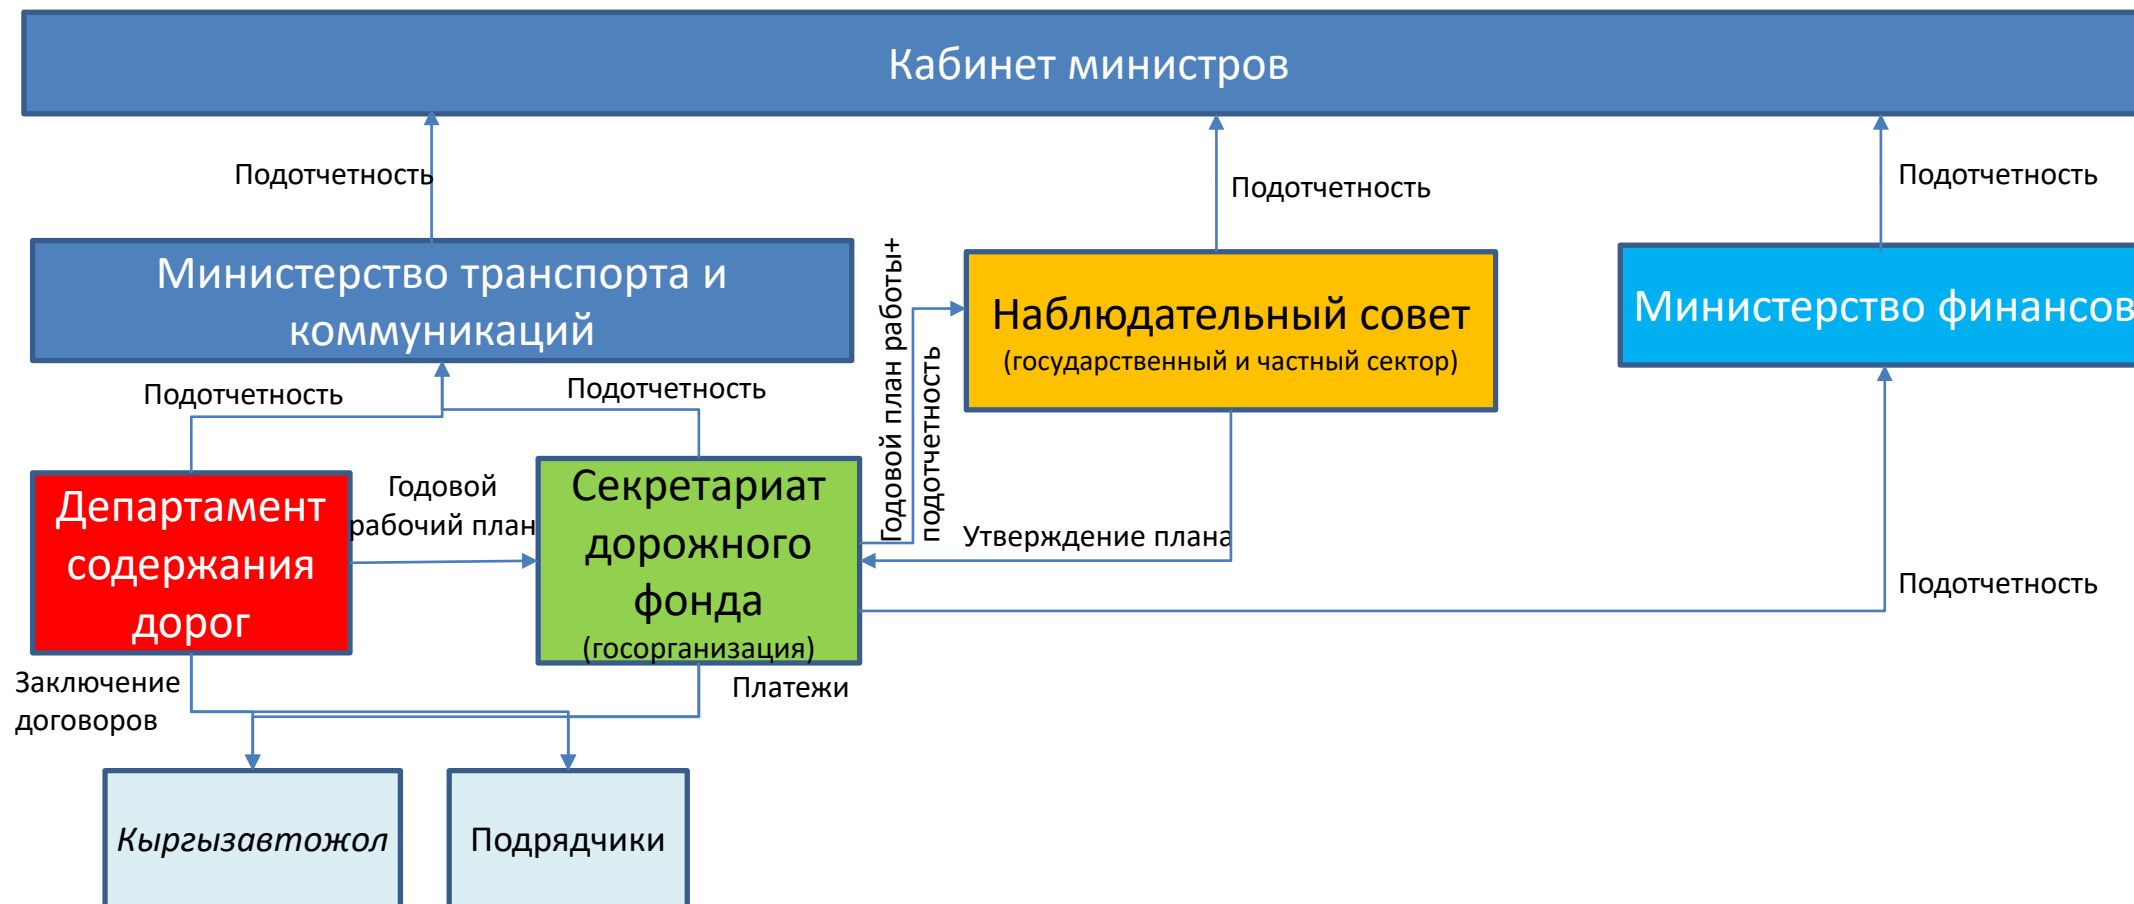 Кабинет министров
Подотчетность
Подотчетность
Подотчетность
Министерство транспорта и
коммуникаций
Годовой план работы+
подотчетность
Наблюдательный совет
(государственный и частный сектор)
Министерство финансов
Подотчетность
Подотчетность
Департамент
содержания
дорог
Годовой
рабочий план
Секретариат
дорожного
фонда
(госорганизация)
Утверждение плана
Подотчетность
Заключение
договоров
Платежи
Кыргызавтожол
Подрядчики